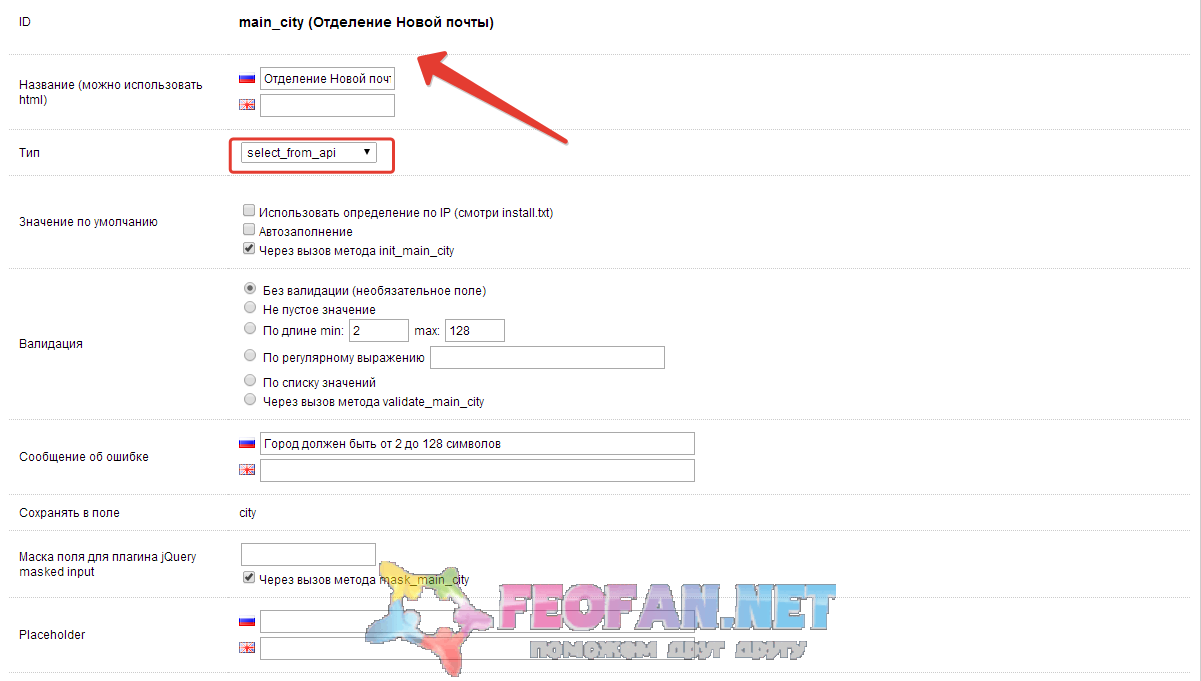 ID
main_city (Отделение Новой почты)
Название (можно использовать
html)
Отделение Новой поч
Тип
select_from_api
Значение по умолчанию
Использовать определение по IP (смотри install.txt)
Автозаполнение
Через вызов метода init_main_city
Валидация
Без валидации (необязательное поле)
Не пустое значение
По длине min: 2 max: 128
По регулярному выражению
По списку значений
Через вызов метода validate_main_city
Сообщение об ошибке
Город должен быть от 2 до 128 символов
Сохранять в поле
city
Маска поля для плагина jQuery
masked input
Через вызов метода mask_main_city
Placeholder
FEOFAN.NET
поможем друг другу